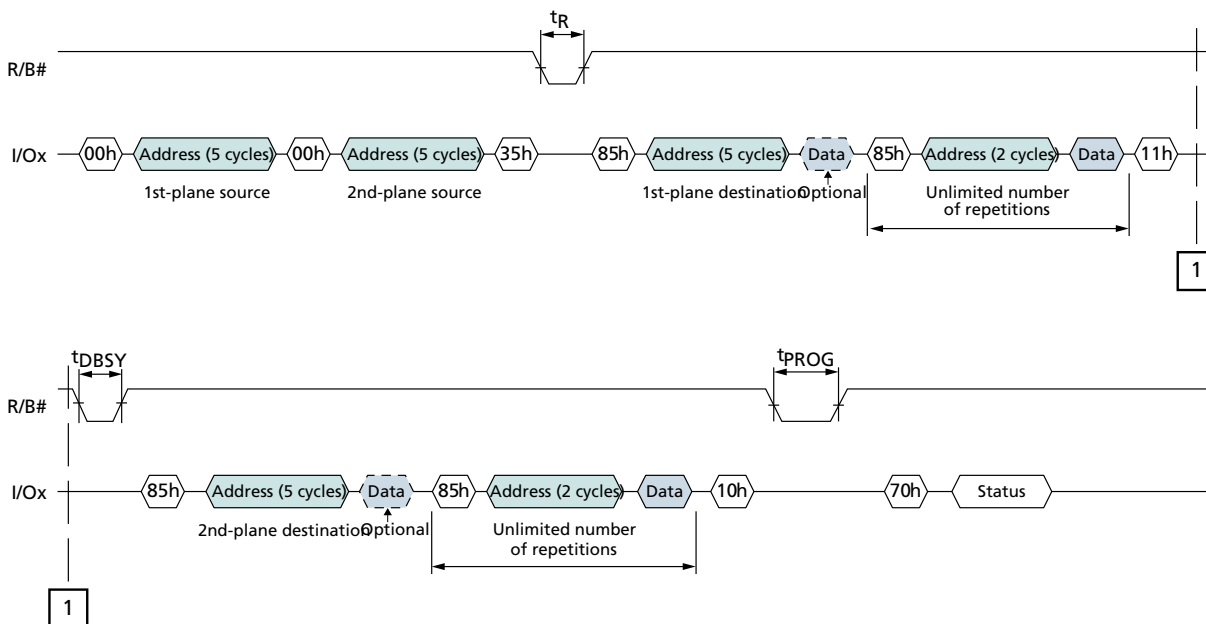 tR
R/B#
I/Ox 00h Address (5 cycles) 00h Address (5 cycles) 35h 85h Address (5 cycles) Data 85h Address (2 cycles) Data 11h
1st-plane source 2nd-plane source 1st-plane destination Optional Unlimited number
of repetitions
1
tDBSY tPROG
R/B#
I/Ox 85h Address (5 cycles) Data 85h Address (2 cycles) Data 10h 70h Status
2nd-plane destination Optional Unlimited number
of repetitions
1